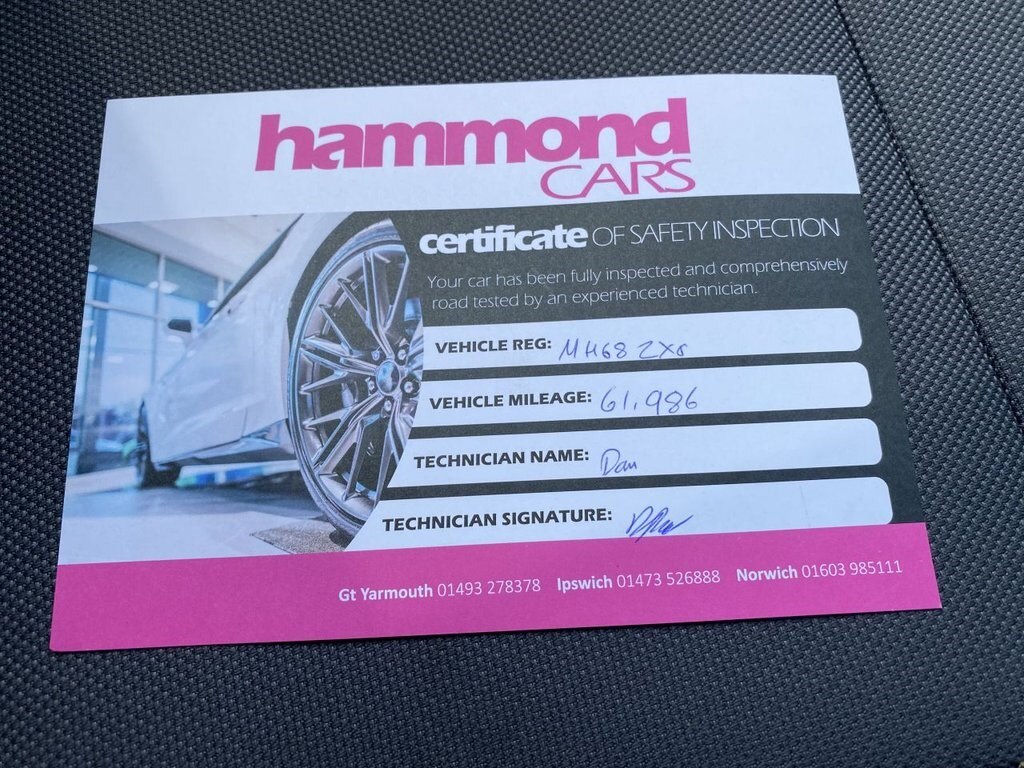 hammond
CARS
certificate OF SAFETY INSPECTION
Your car has been fully inspected and comprehensively
road tested by an experienced technician.
VEHICLE REG: MH68
VEHICLE MILEAGE: 61,986
TECHNICIAN NAME: Dan
TECHNICIAN SIGNATURE:
Gt Yarmouth 01493 278378 Ipswich 01473 526888 Norwich 01603 985111